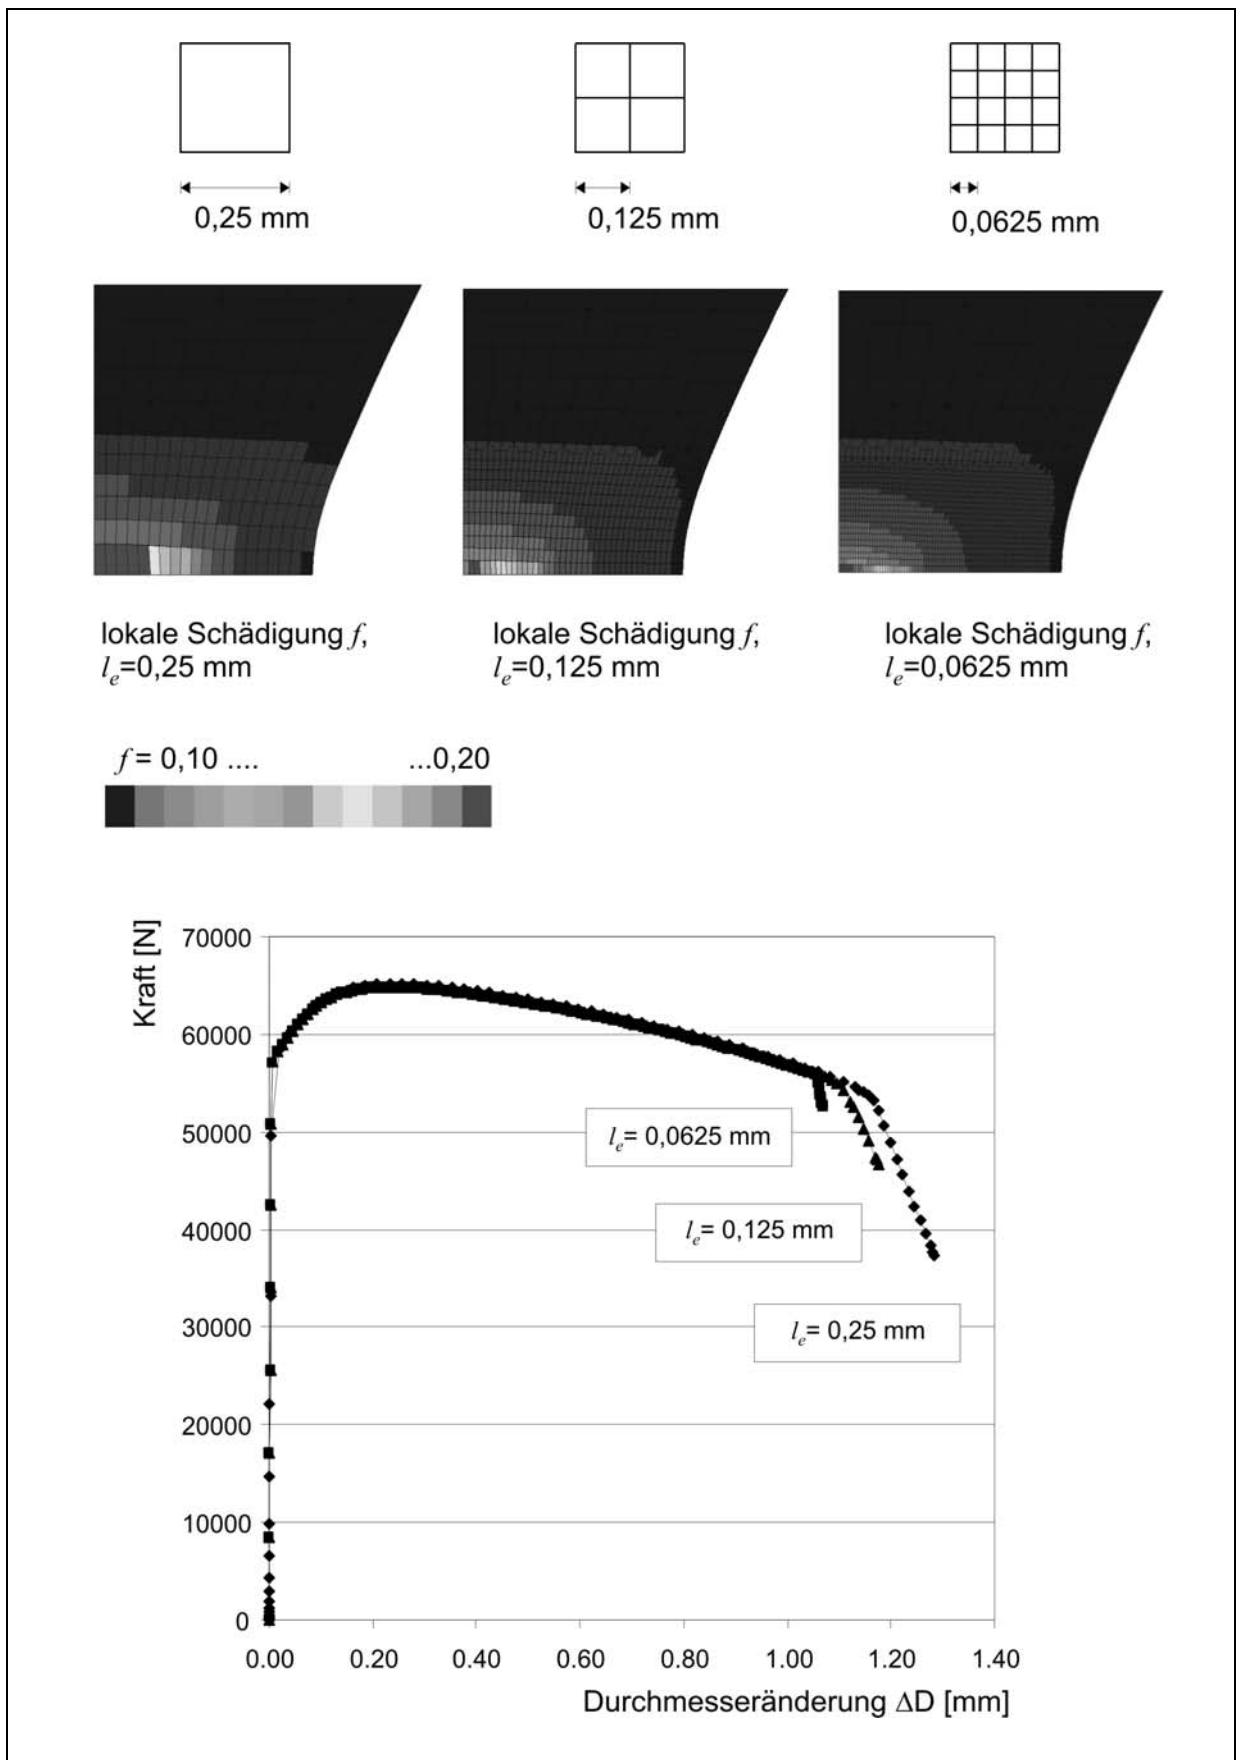 0,25 mm
0,125 mm
0,0625 mm
lokale Schädigung f,
lₑ=0,25 mm
lokale Schädigung f,
lₑ=0,125 mm
lokale Schädigung f,
lₑ=0,0625 mm
f = 0,10 .... ...0,20
Kraft [N]
70000
60000
50000
40000
30000
20000
10000
0
lₑ= 0,0625 mm
lₑ= 0,125 mm
lₑ= 0,25 mm
0.00 0.20 0.40 0.60 0.80 1.00 1.20 1.40
Durchmesseränderung ΔD [mm]